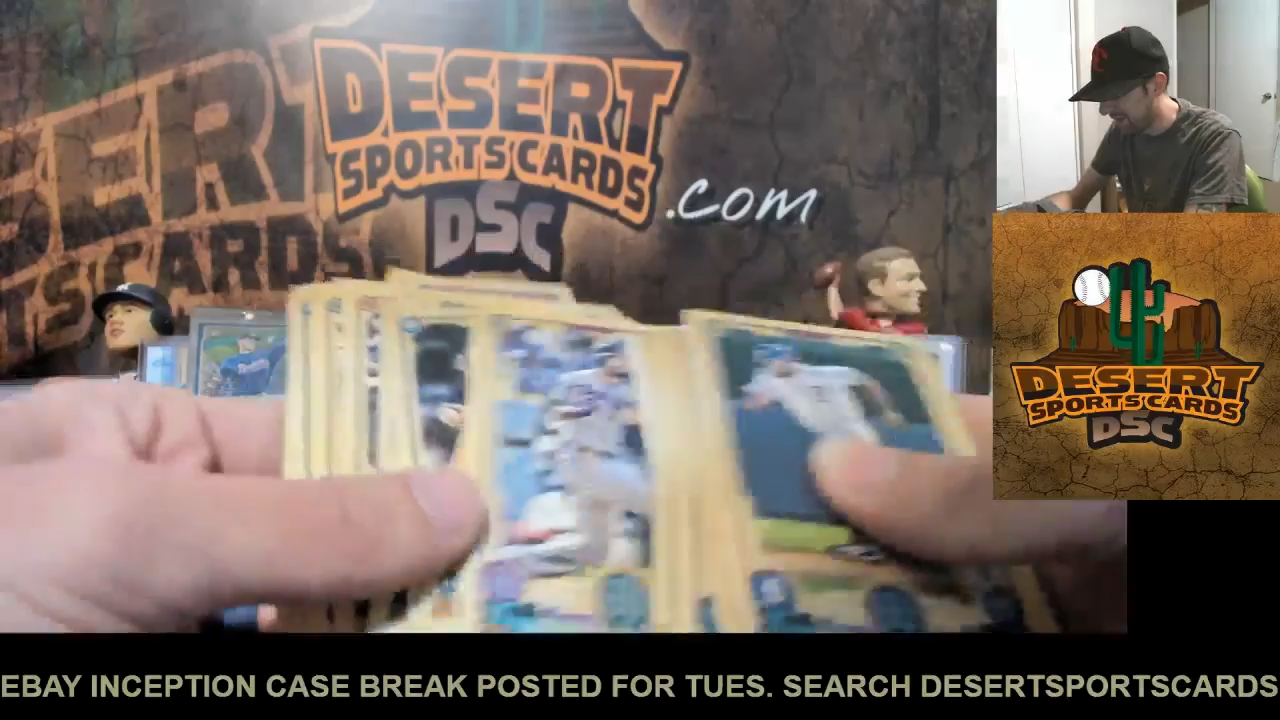 DESERT
SPORTS CARDS
DSC
.com
DESERT
SPORTS CARDS
DSC
EBAY INCEPTION CASE BREAK POSTED FOR TUES. SEARCH DESERTSPORTSCARDS